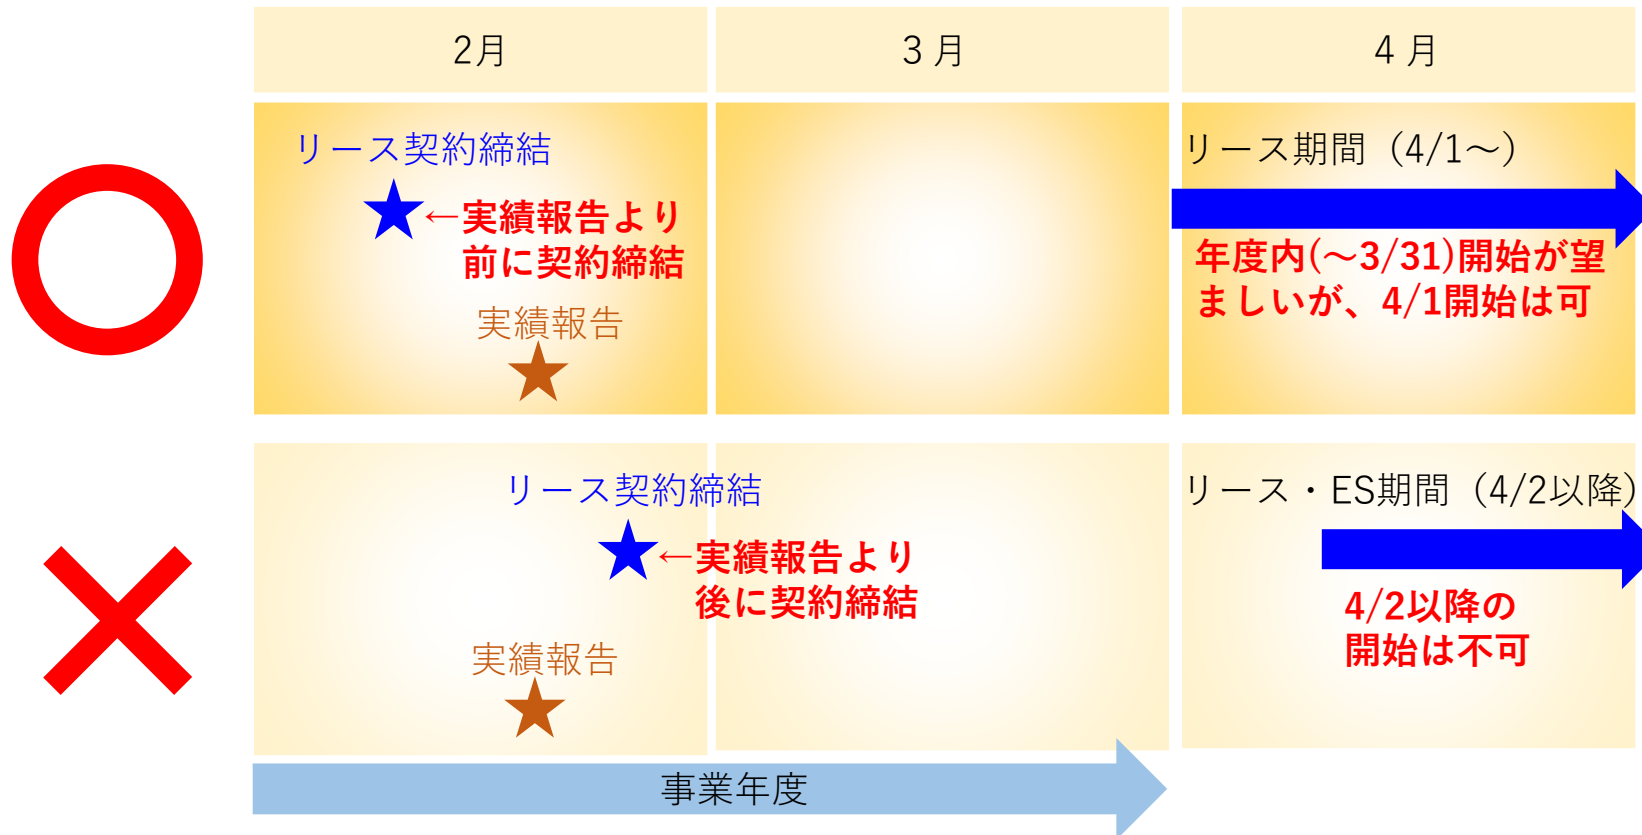 2月
3月
4月
リース契約締結
←実績報告より
前に契約締結
実績報告
リース期間（4/1～）
年度内(～3/31)開始が望
ましいが、4/1開始は可
リース契約締結
←実績報告より
後に契約締結
実績報告
リース・ES期間（4/2以降）
4/2以降の
開始は不可
事業年度